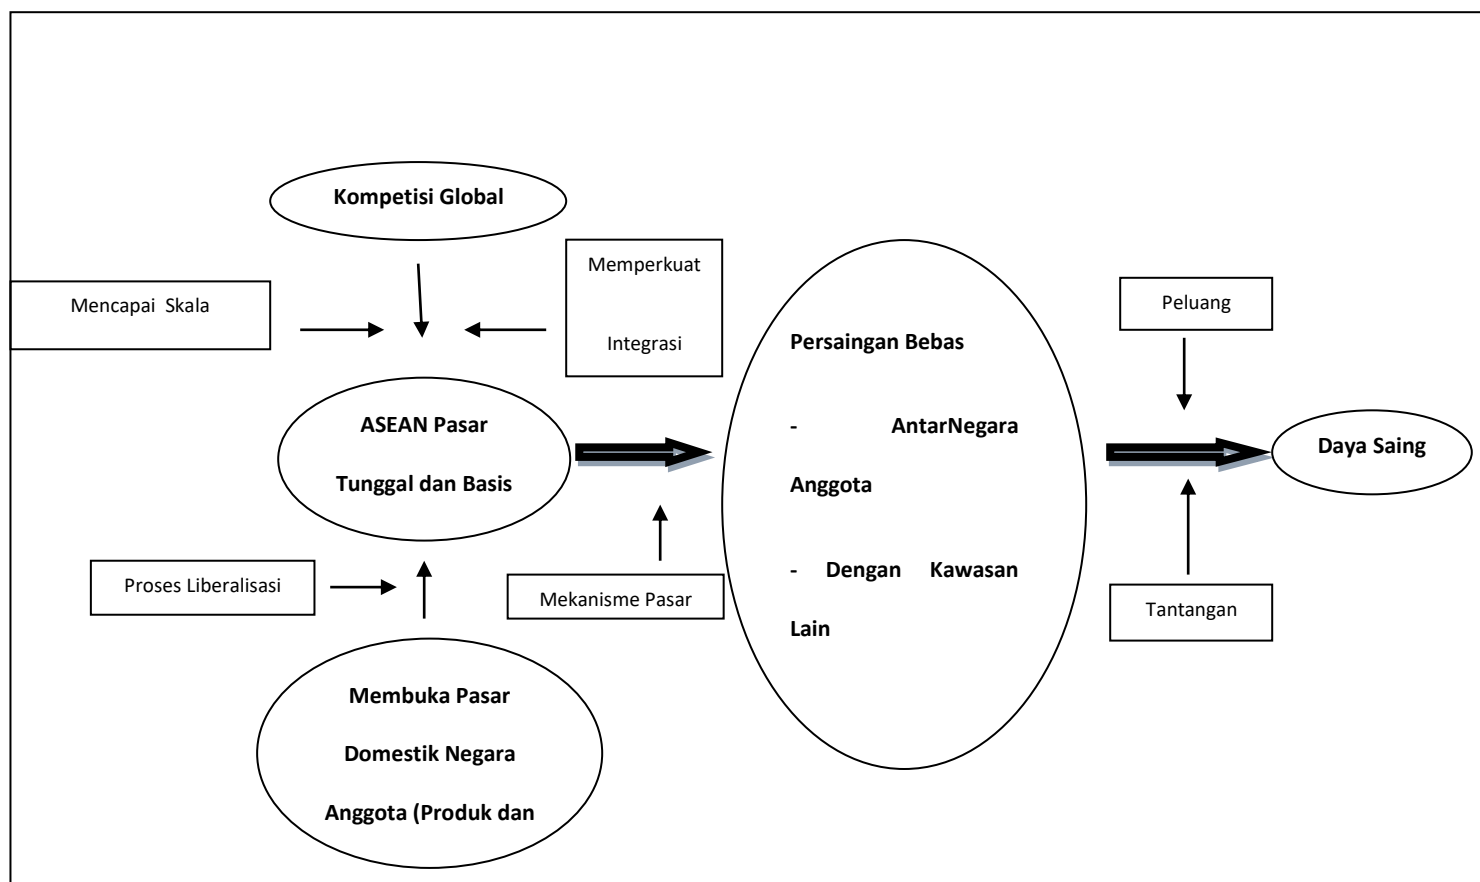 Kompetisi Global
Mencapai Skala
Memperkuat
Integrasi
ASEAN Pasar
Tunggal dan Basis
Proses Liberalisasi
Mekanisme Pasar
Membuka Pasar
Domestik Negara
Anggota (Produk dan
Persaingan Bebas
- AntarNegara
Anggota
- Dengan Kawasan
Lain
Peluang
Tantangan
Daya Saing